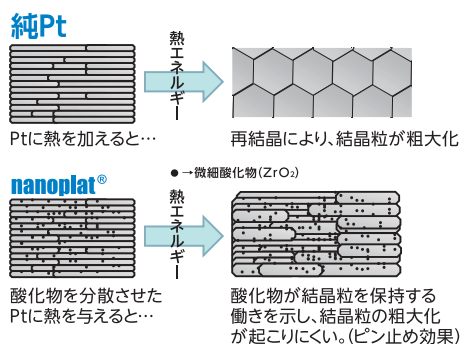 純Pt
熱エネルギー
Ptに熱を加えると…
再結晶により、結晶粒が粗大化
nanoplat®
●→微細酸化物(ZrO₂)
熱エネルギー
酸化物を分散させた
Ptに熱を与えると…
酸化物が結晶粒を保持する
働きを示し、結晶粒の粗大化
が起こりにくい。(ピン止め効果)